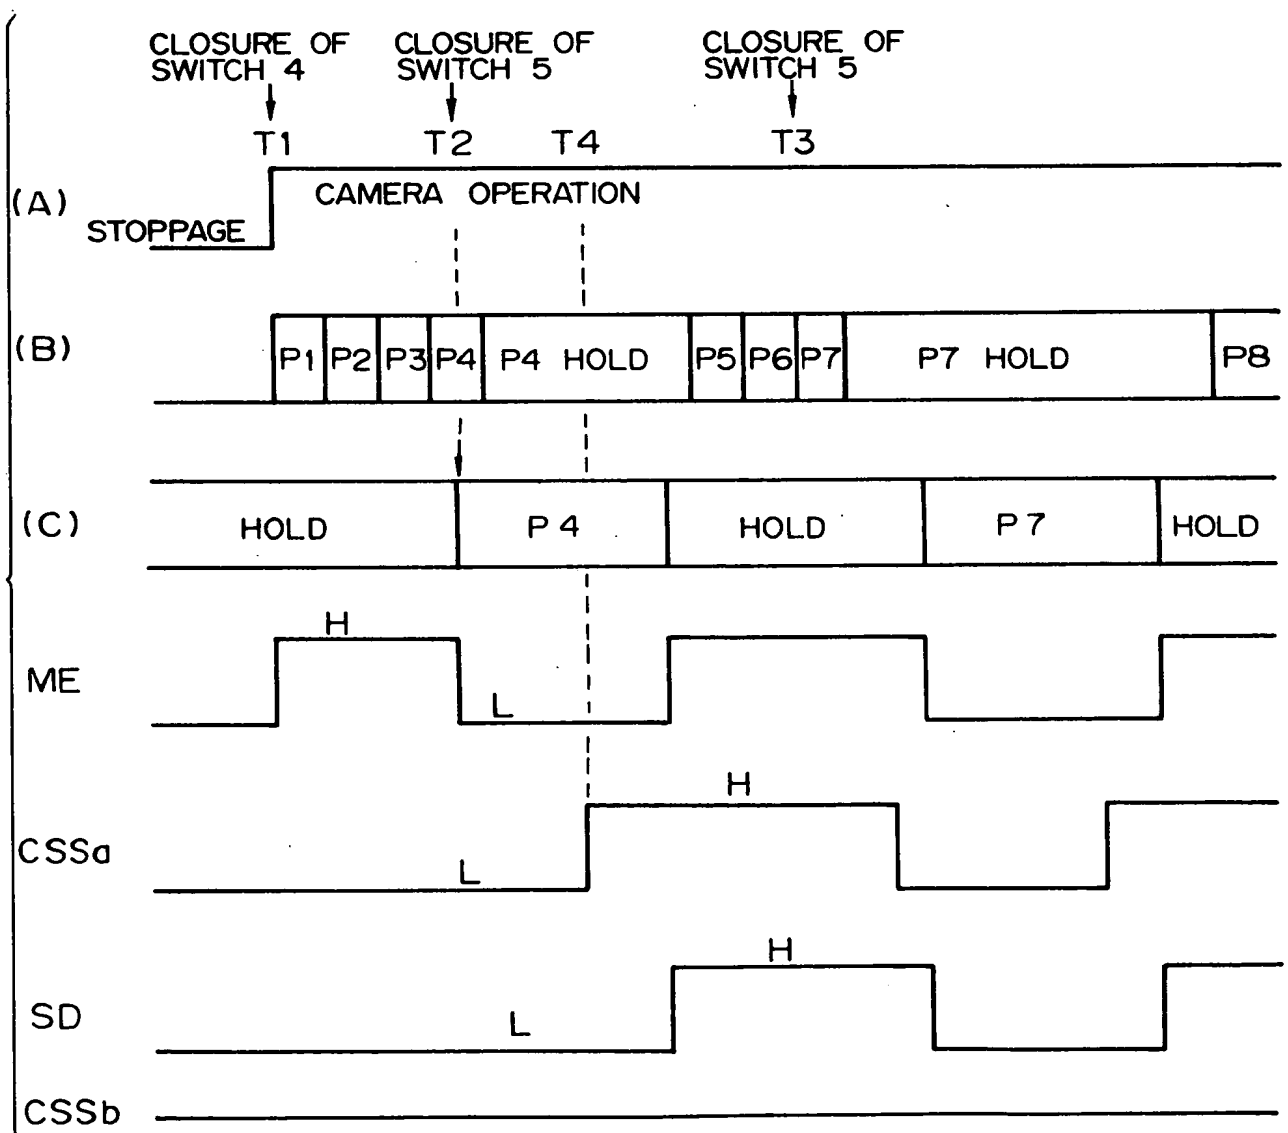 CLOSURE OF SWITCH 4
CLOSURE OF SWITCH 5
CLOSURE OF SWITCH 5
T1 T2 T4 T3
(A)
STOPPAGE
CAMERA OPERATION
(B)
P1 P2 P3 P4 P4 HOLD P5 P6 P7 P7 HOLD P8
(C)
HOLD P4 HOLD P7 HOLD
ME
H
L
CSSa
H
L
SD
H
L
CSSb